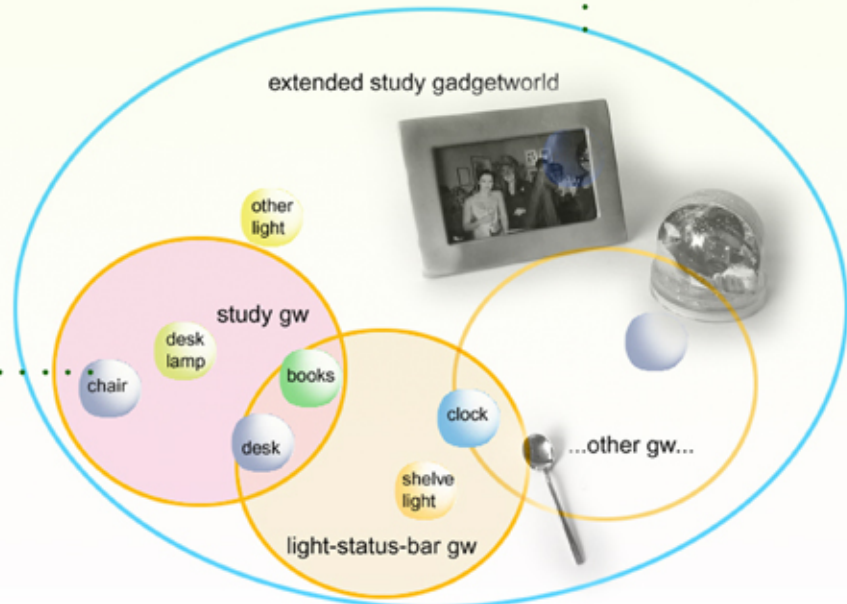 extended study gadgetworld
other
light
study gw
desk
lamp
books
chair
clock
desk
...other gw...
shelve
light
light-status-bar gw